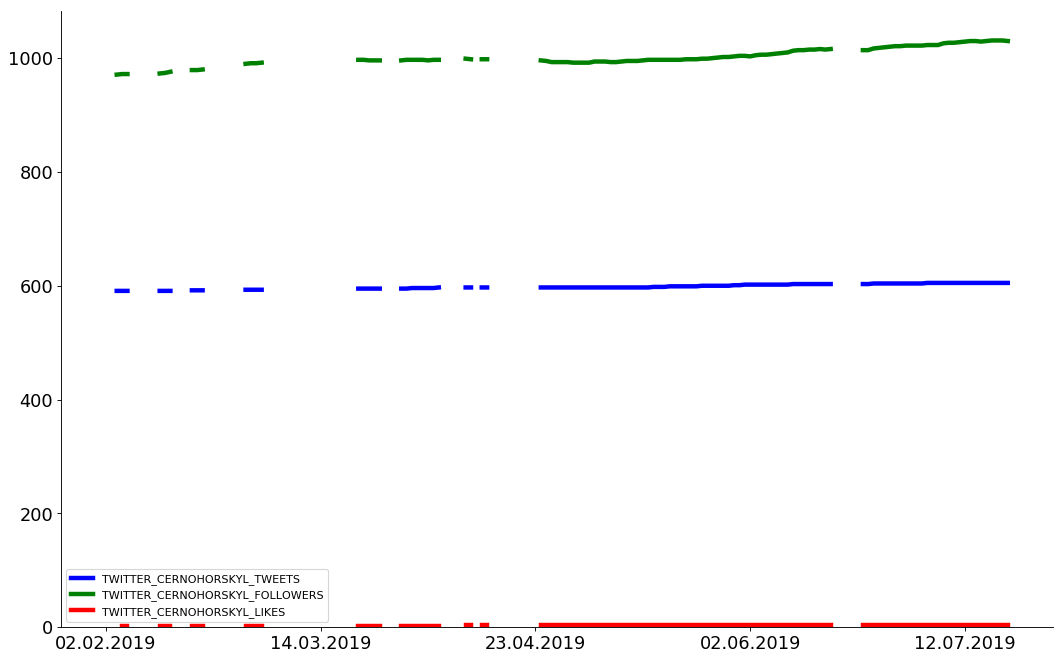 1000
800
600
400
200
0
TWITTER_CERNOHORSKYL_TWEETS
TWITTER_CERNOHORSKYL_FOLLOWERS
TWITTER_CERNOHORSKYL_LIKES
02.02.2019 14.03.2019 23.04.2019 02.06.2019 12.07.2019